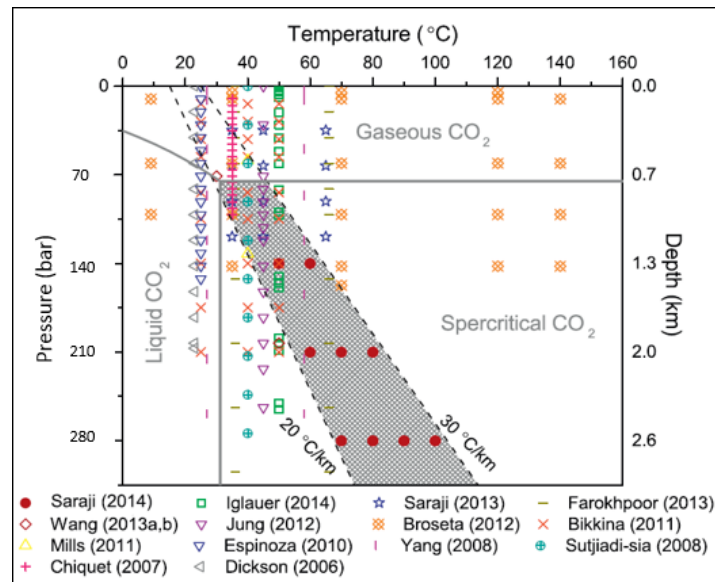 Temperature (°C)
0 20 40 60 80 100 120 140 160
0 0.0
Gaseous CO2
70 0.7
Pressure (bar)
Depth (km)
140 1.3
Liquid CO2
Spercritical CO2
210 2.0
280 2.6
20 °C/km
30 °C/km
Saraji (2014) Iglauer (2014) Saraji (2013) Farokhpoor (2013)
Wang (2013a,b) Jung (2012) Broseta (2012) Bikkina (2011)
Mills (2011) Espinoza (2010) Yang (2008) Sutjiadi-sia (2008)
Chiquet (2007) Dickson (2006)